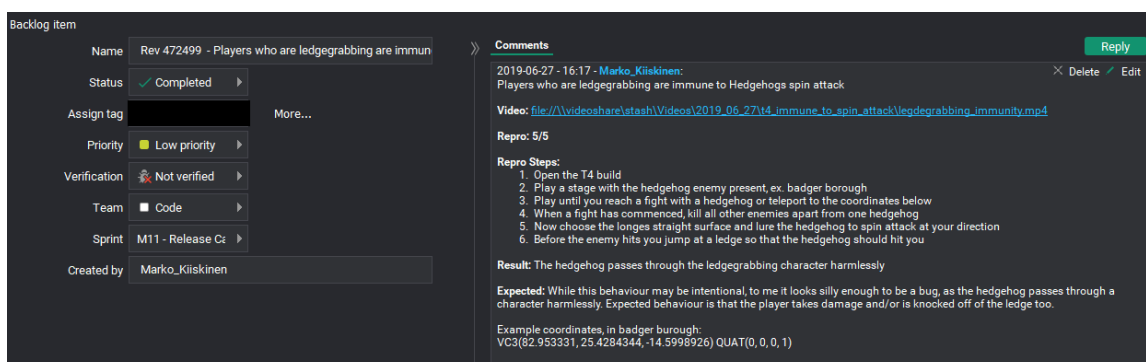 Backlog item
Name
Rev 472499 - Players who are ledgegrabbing are immun
Status
Completed
Assign tag
More...
Priority
Low priority
Verification
Not verified
Team
Code
Sprint
M11 - Release Ca
Created by
Marko_Kiiskinen
Comments
Reply
2019-06-27 - 16:17 - Marko_Kiiskinen:
Delete
Edit
Players who are ledgegrabbing are immune to Hedgehogs spin attack
Video: file://\\videoshare\stash\Videos\2019_06_27\t4_immune_to_spin_attack\legdegrabbing_immunity.mp4
Repro: 5/5
Repro Steps:
1. Open the T4 build
2. Play a stage with the hedgehog enemy present, ex. badger borough
3. Play until you reach a fight with a hedgehog or teleport to the coordinates below
4. When a fight has commenced, kill all other enemies apart from one hedgehog
5. Now choose the longes straight surface and lure the hedgehog to spin attack at your direction
6. Before the enemy hits you jump at a ledge so that the hedgehog should hit you
Result: The hedgehog passes through the ledgegrabbing character harmlessly
Expected: While this behaviour may be intentional, to me it looks silly enough to be a bug, as the hedgehog passes through a
character harmlessly. Expected behaviour is that the player takes damage and/or is knocked off of the ledge too.
Example coordinates, in badger burough:
VC3(82.953331, 25.4284344, -14.5998926) QUAT(0, 0, 0, 1)